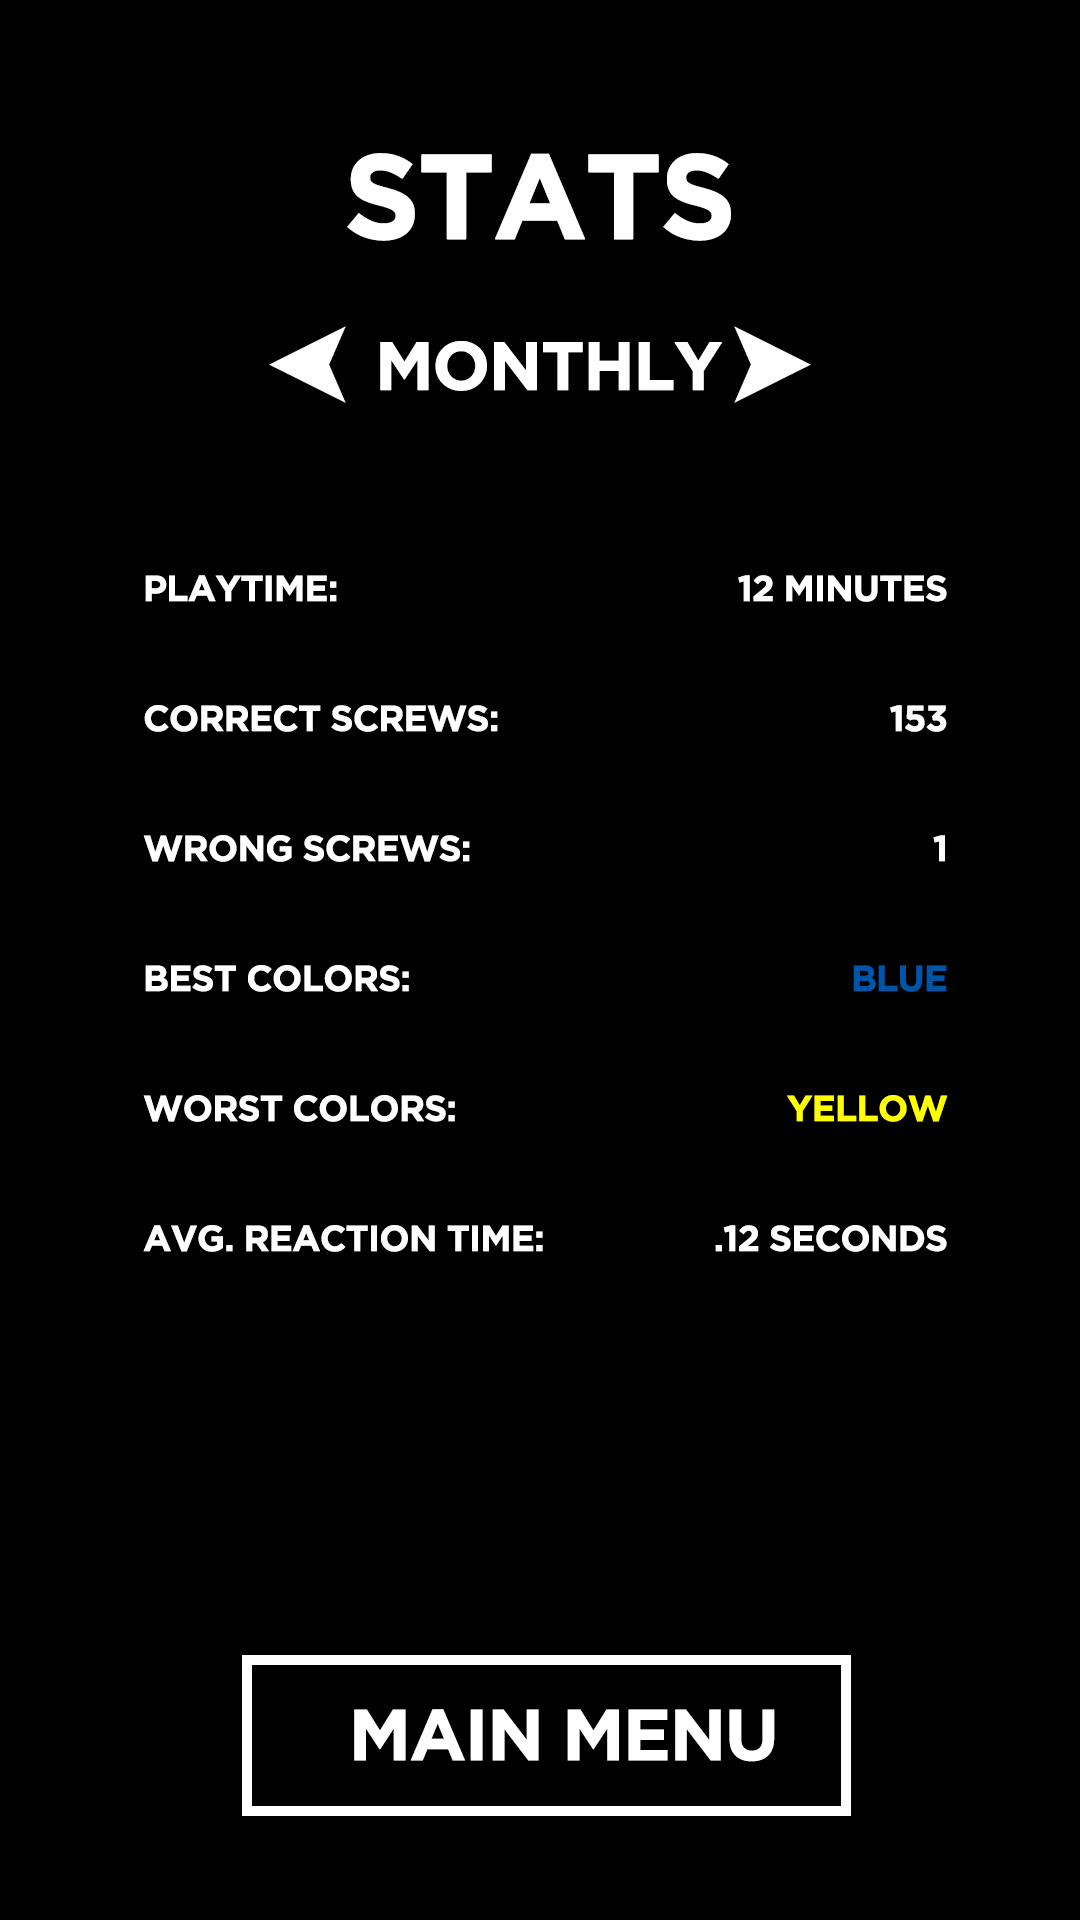 STATS
MONTHLY
PLAYTIME: 12 MINUTES
CORRECT SCREWS: 153
WRONG SCREWS: 1
BEST COLORS: BLUE
WORST COLORS: YELLOW
AVG. REACTION TIME: .12 SECONDS
MAIN MENU